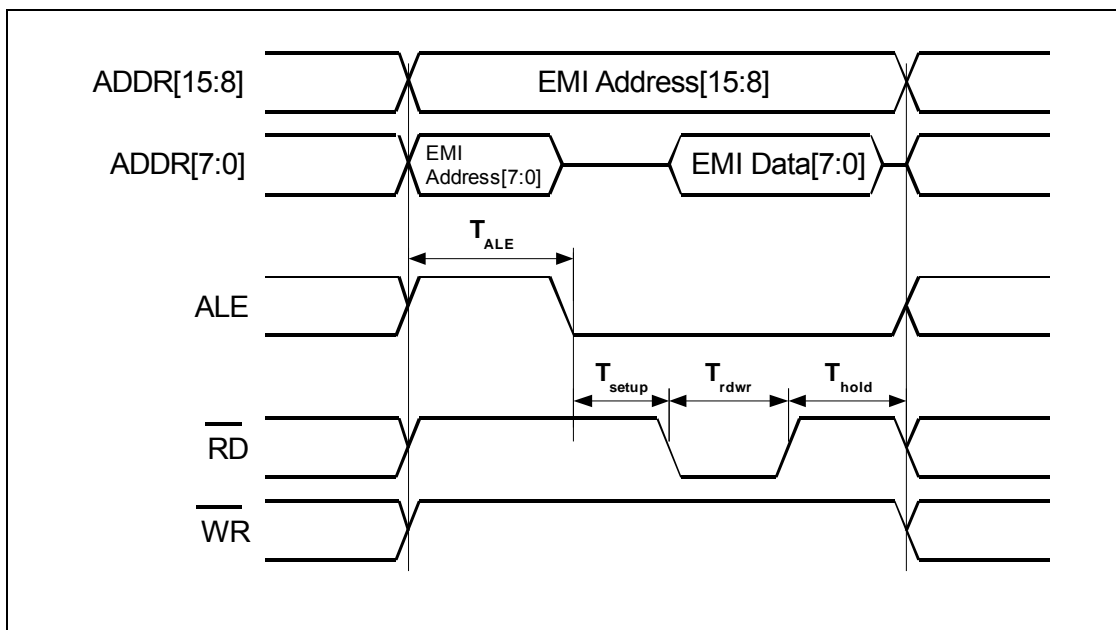 ADDR[15:8]
EMI Address[15:8]
ADDR[7:0]
EMI
Address[7:0]
EMI Data[7:0]
TALE
ALE
Tsetup
Trdwr
Thold
RD
WR